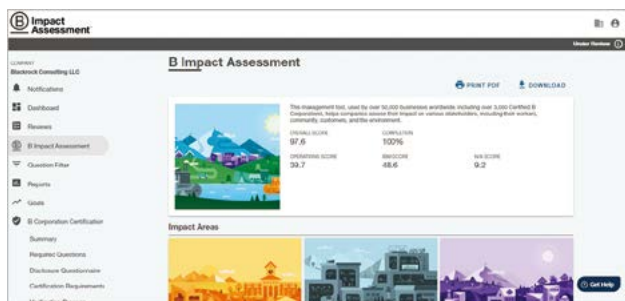 B Impact
Assessment
Under Review
COMPANY
Blackrock Consulting LLC
Notifications
Dashboard
Reviews
B Impact Assessment
Question Filter
Reports
Goals
B Corporation Certification
Summary
Required Questions
Disclosure Questionnaire
Certification Requirements
B Impact Assessment
PRINT PDF
DOWNLOAD
This management tool, used by over 50,000 businesses worldwide including over 3,000 Certified B
Corporations, helps companies assess their impact on various stakeholders, including their workers,
community, customers, and the environment.
OVERALL SCORE
COMPLETION
97.6
100%
OPERATIONS SCORE
IBM SCORE
N/A SCORE
39.7
48.6
9.2
Impact Areas
Get Help